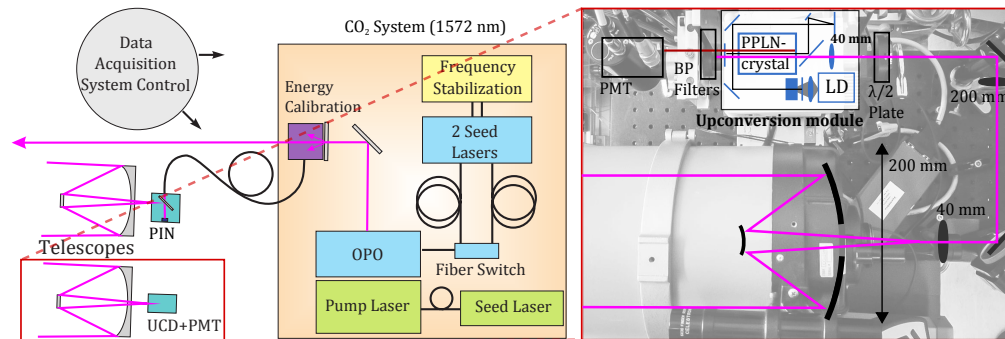 Data
Acquisition
System Control
CO₂ System (1572 nm)
Energy
Calibration
Frequency
Stabilization
2 Seed
Lasers
OPO
Fiber Switch
Pump Laser
Seed Laser
PIN
Telescopes
UCD+PMT
PMT
BP
Filters
PPLN-
crystal
40 mm
LD
Upconversion module
λ/2
Plate
200 mm
200 mm
40 mm